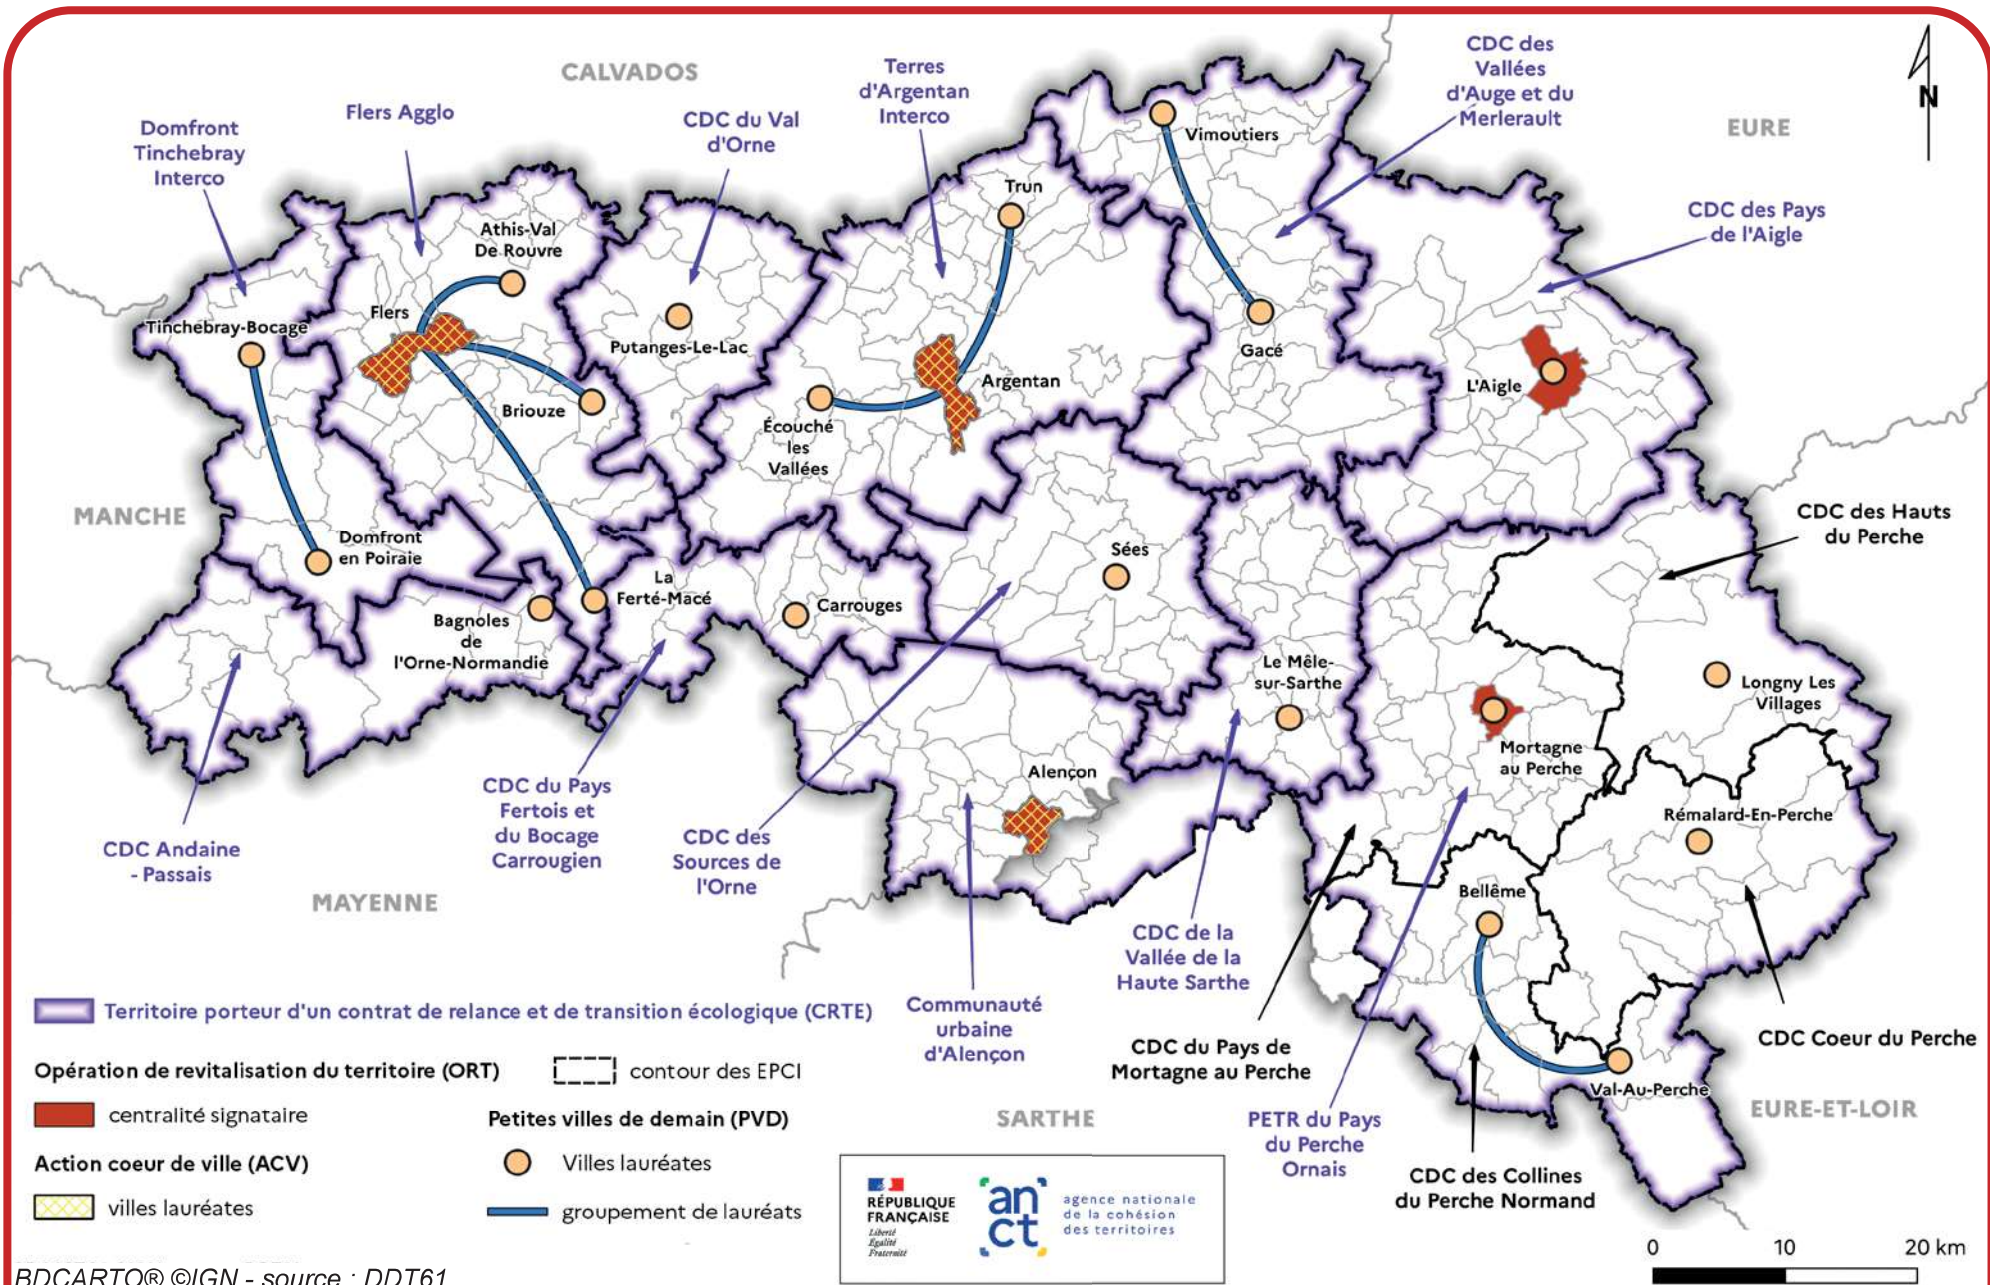 CALVADOS
CDC des
Vallées
d'Auge et du
Merlerault
Terres
d'Argentan
Interco
Flers Agglo
CDC du Val
d'Orne
Domfront
Tinchebray
Interco
N
EURE
Vimoutiers
Trun
CDC des Pays
de l'Aigle
Athis-Val
De Rouvre
Flers
Tinchebray-Bocage
Putanges-Le-Lac
Gacé
Argentan
L'Aigle
Briouze
Écouché
les
Vallées
MANCHE
CDC des Hauts
du Perche
Domfront
en Poiraie
Sées
La
Ferté-Macé
Carrouges
Bagnoles
de
l'Orne-Normandie
Le Mêle-
sur-Sarthe
Longny Les
Villages
Mortagne
au Perche
Alençon
CDC du Pays
Fertois et
du Bocage
Carrougien
Rémalard-En-Perche
CDC des
Sources de
l'Orne
CDC Andaine
- Passais
MAYENNE
Bellême
CDC de la
Vallée de la
Haute Sarthe
Communauté
urbaine
d'Alençon
CDC du Pays de
Mortagne au Perche
CDC Coeur du Perche
Val-Au-Perche
EURE-ET-LOIR
SARTHE
PETR du Pays
du Perche
Ornais
CDC des Collines
du Perche Normand
Territoire porteur d'un contrat de relance et de transition écologique (CRTE)
Opération de revitalisation du territoire (ORT)
centralité signataire
Action coeur de ville (ACV)
villes lauréates
contour des EPCI
Petites villes de demain (PVD)
Villes lauréates
groupement de lauréats
RÉPUBLIQUE
FRANÇAISE
Liberté
Égalité
Fraternité
an
ct
agence nationale
de la cohésion
des territoires
0 10 20 km
BDCARTO® ©IGN - source : DDT61